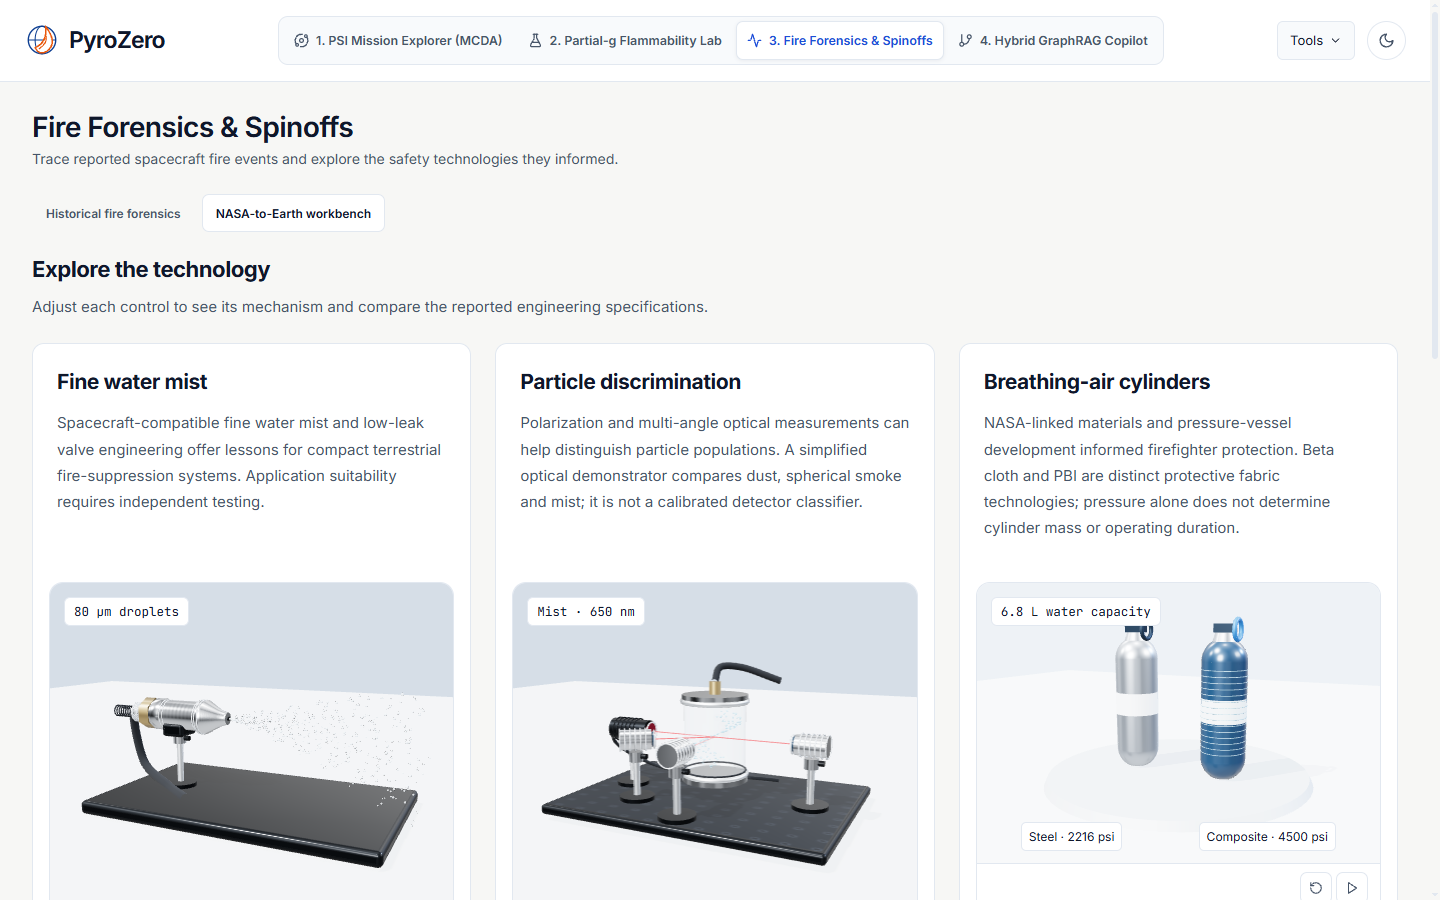 PyroZero
1. PSI Mission Explorer (MCDA)
2. Partial-g Flammability Lab
3. Fire Forensics & Spinoffs
4. Hybrid GraphRAG Copilot
Tools
Fire Forensics & Spinoffs
Trace reported spacecraft fire events and explore the safety technologies they informed.
Historical fire forensics
NASA-to-Earth workbench
Explore the technology
Adjust each control to see its mechanism and compare the reported engineering specifications.
Fine water mist
Spacecraft-compatible fine water mist and low-leak
valve engineering offer lessons for compact terrestrial
fire-suppression systems. Application suitability
requires independent testing.
80 µm droplets
Particle discrimination
Polarization and multi-angle optical measurements can
help distinguish particle populations. A simplified
optical demonstrator compares dust, spherical smoke
and mist; it is not a calibrated detector classifier.
Mist · 650 nm
Breathing-air cylinders
NASA-linked materials and pressure-vessel
development informed firefighter protection. Beta
cloth and PBI are distinct protective fabric
technologies; pressure alone does not determine
cylinder mass or operating duration.
6.8 L water capacity
Steel · 2216 psi
Composite · 4500 psi